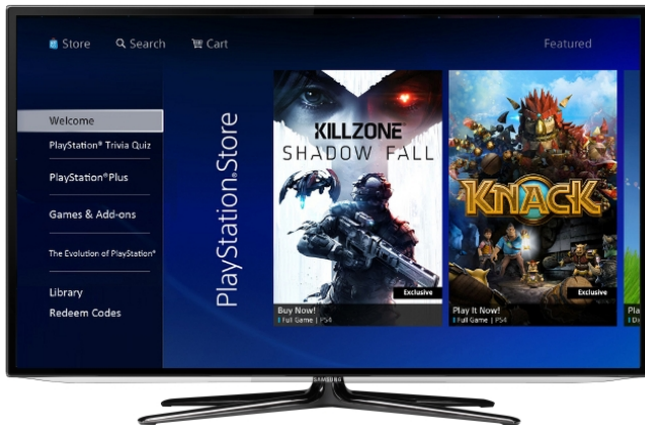 Store
Search
Cart
Featured
Welcome
PlayStation® Trivia Quiz
PlayStation®Plus
Games & Add-ons
The Evolution of PlayStation®
Library
Redeem Codes
PlayStation®Store
KILLZONE
SHADOW FALL
Exclusive
Buy Now!
Full Game | PS4
KNACK
Exclusive
Play It Now!
Full Game | PS4
Pla
SAMSUNG